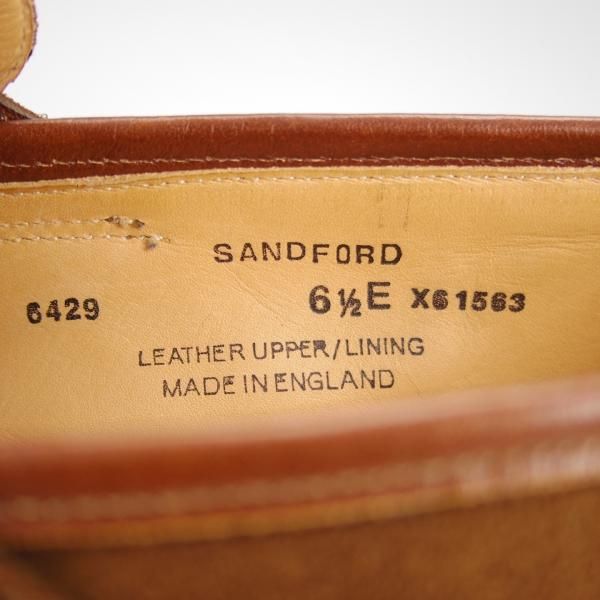 SANDFORD
6429 6½E X61563
LEATHER UPPER/LINING
MADE IN ENGLAND